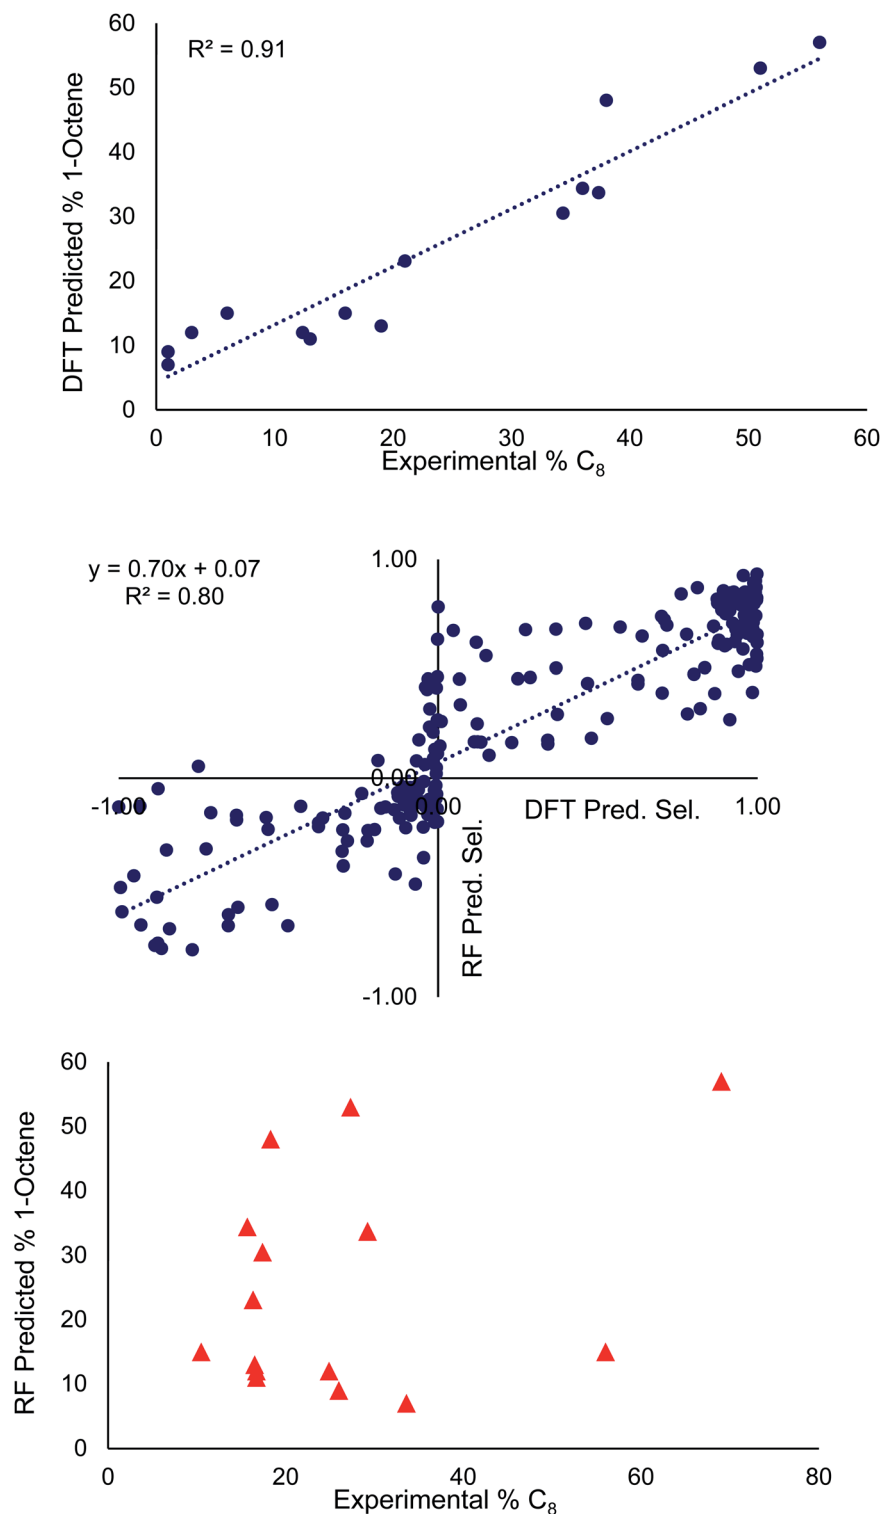 60
R² = 0.91
50
40
30
20
10
0
DFT Predicted % 1-Octene
0 10 20 30 40 50 60
Experimental % C₈
y = 0.70x + 0.07
R² = 0.80
1.00
0.00
-1.00 0.00 DFT Pred. Sel. 1.00
RF Pred. Sel.
-1.00
60
50
40
30
20
10
0
RF Predicted % 1-Octene
0 20 40 60 80
Experimental % C₈